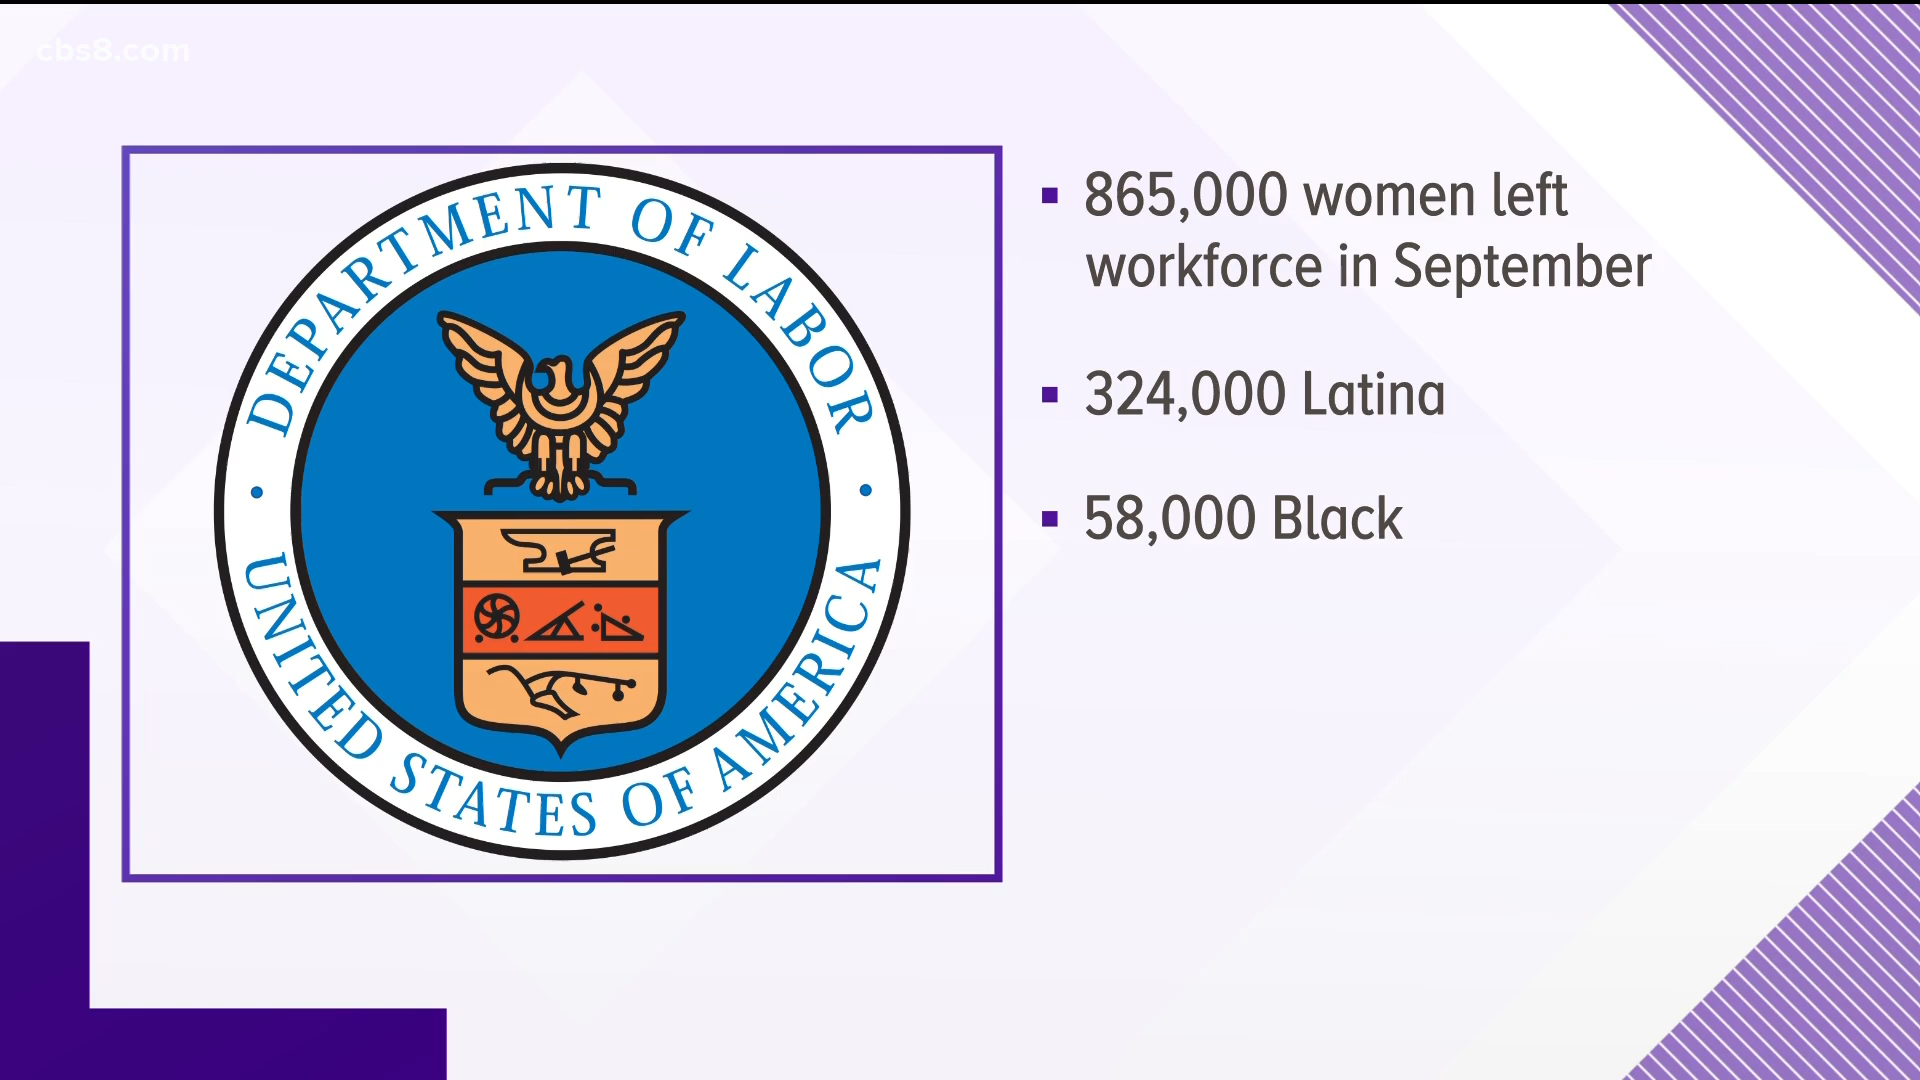 cbs8.com
DEPARTMENT OF LABOR
UNITED STATES OF AMERICA
865,000 women left
workforce in September
324,000 Latina
58,000 Black